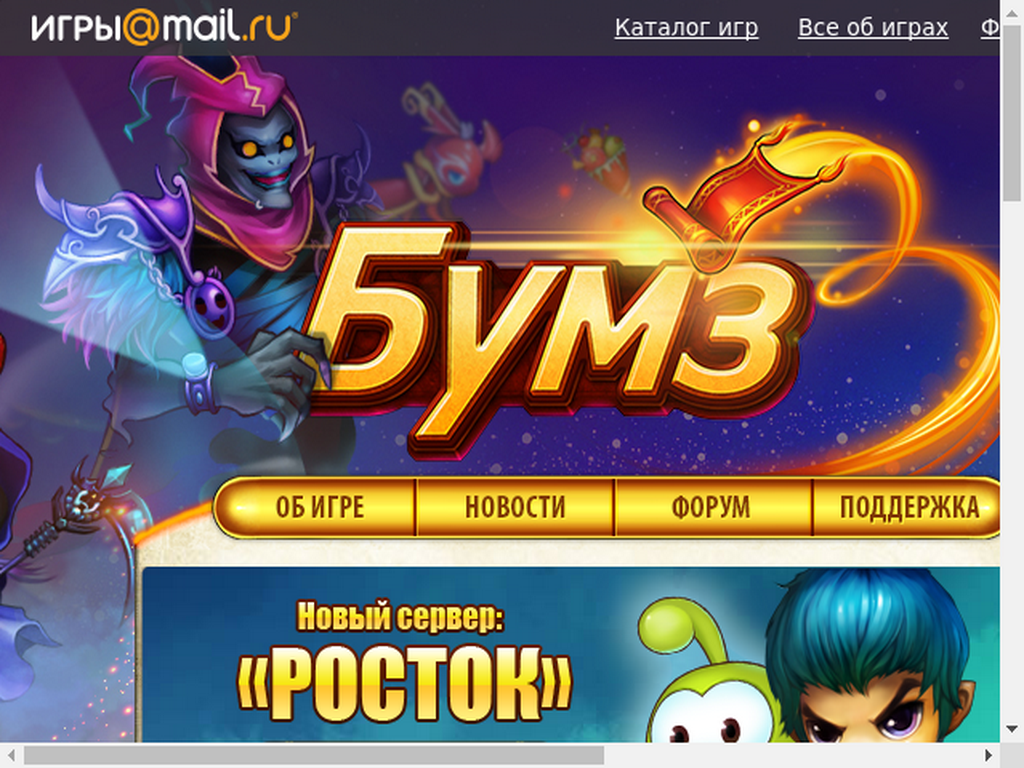 игры@mail.ru
Каталог игр Все об играх
Бумз
ОБ ИГРЕ НОВОСТИ ФОРУМ ПОДДЕРЖКА
Новый сервер:
«РОСТОК»